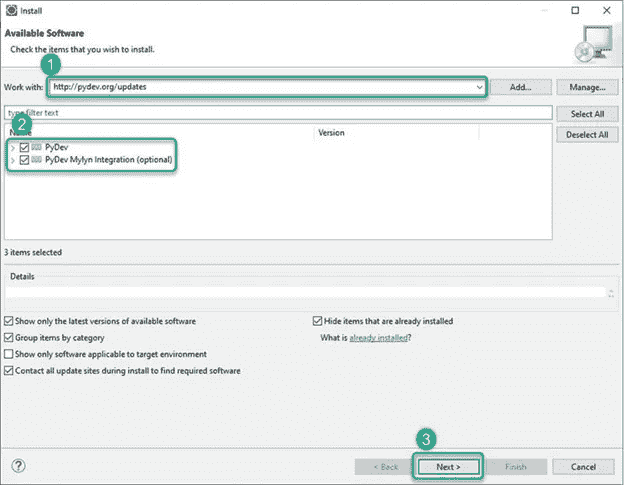 Install
Available Software
Check the items that you wish to install.
1
Work with: http://pydev.org/updates Add... Manage...
type filter text Select All
2
Name Version Deselect All
PyDev
PyDev Mylyn Integration (optional)
3 items selected
Details
Show only the latest versions of available software Hide items that are already installed
Group items by category What is already installed?
Show only software applicable to target environment
Contact all update sites during install to find required software
3
? < Back Next > Finish Cancel